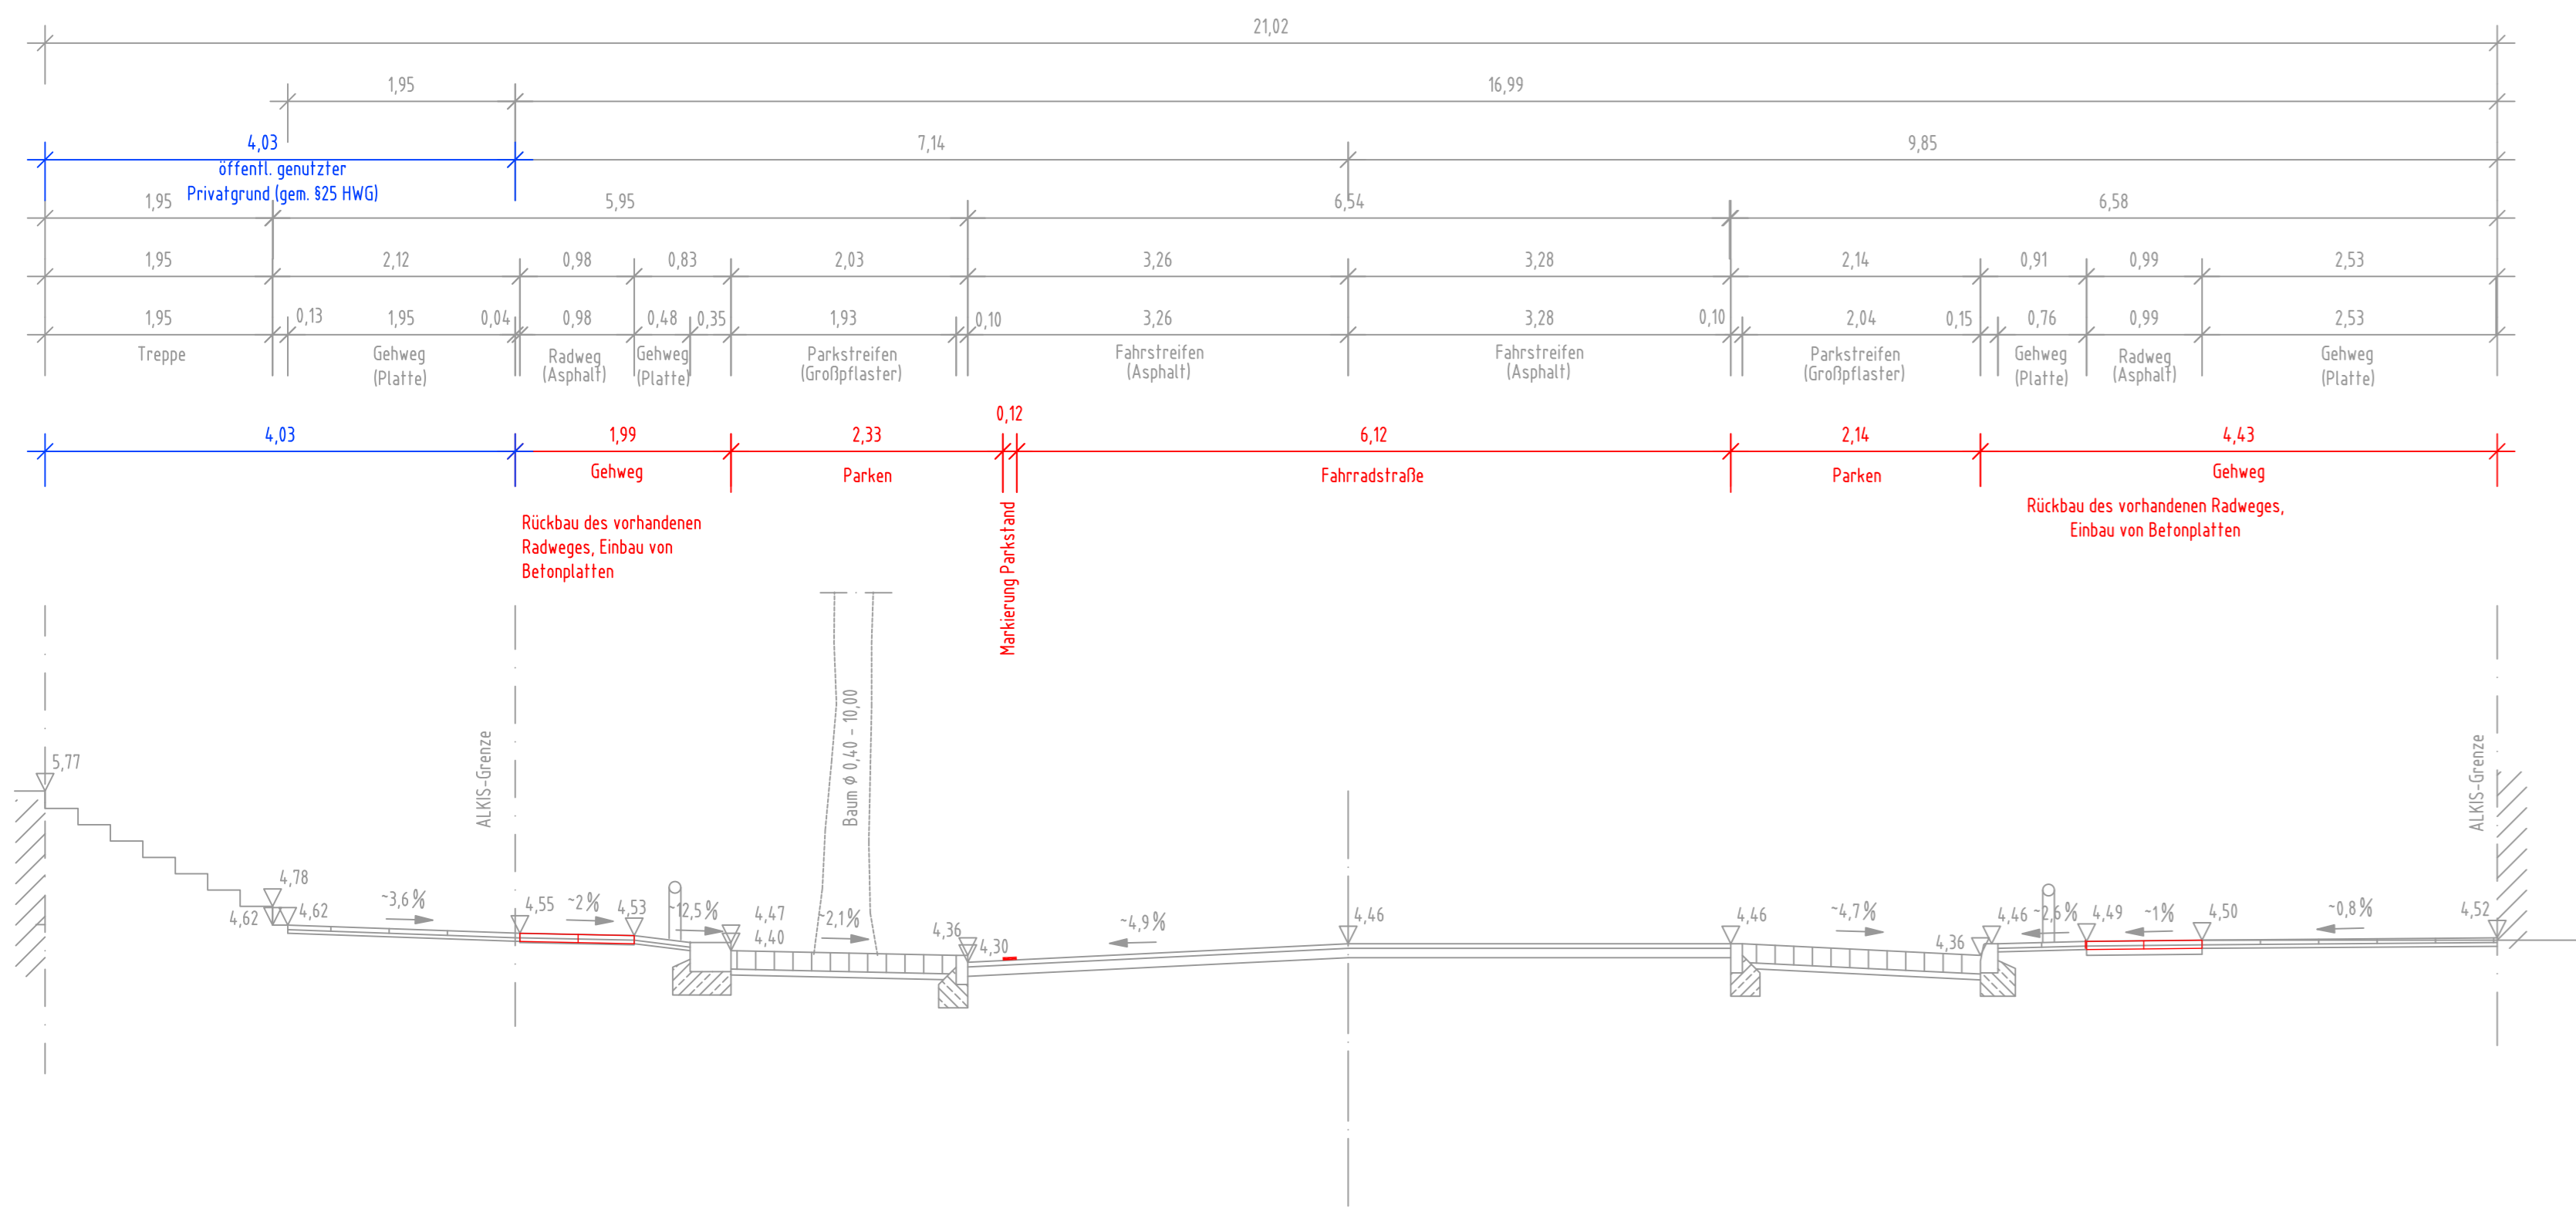 21,02
1,95 16,99
4,03 7,14 9,85
öffentl. genutzter
Privatgrund (gem. §25 HWG)
1,95 5,95 6,54 6,58
1,95 2,12 0,98 0,83 2,03 3,26 3,28 2,14 0,91 0,99 2,53
1,95 0,13 1,95 0,04 0,98 0,48 0,35 1,93 0,10 3,26 3,28 0,10 2,04 0,15 0,76 0,99 2,53
Treppe Gehweg Radweg Gehweg Parkstreifen Fahrstreifen Fahrstreifen Parkstreifen Gehweg Radweg Gehweg
(Platte) (Asphalt) (Platte) (Großpflaster) (Asphalt) (Asphalt) (Großpflaster) (Platte) (Asphalt) (Platte)
0,12
4,03 1,99 2,33 6,12 2,14 4,43
Gehweg Parken Fahrradstraße Parken Gehweg
Rückbau des vorhandenen
Radweges, Einbau von
Betonplatten
Markierung Parkstand
Rückbau des vorhandenen Radweges,
Einbau von Betonplatten
Baum ϕ 0,40 - 10,00
ALKIS-Grenze
ALKIS-Grenze
5,77
4,78
4,62 4,62
~3,6%
4,55 ~2% 4,53 ~12,5%
4,47
4,40
~2,1%
4,36
4,30
~4,9%
4,46
4,46 ~4,7%
4,36
4,46 ~2,6% 4,49 ~1% 4,50 ~0,8% 4,52